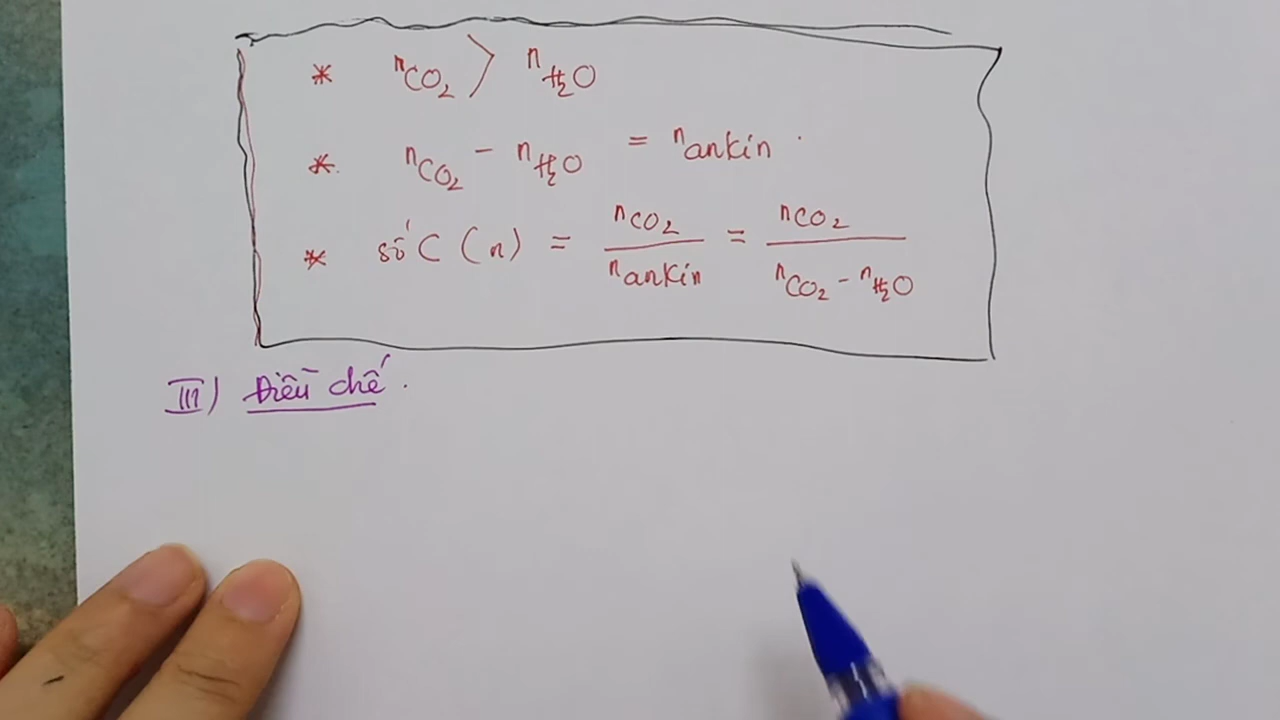 * nCO₂ > nH₂O
* nCO₂ - nH₂O = nankin.
* số C (n) = nCO₂ / nankin = nCO₂ / nCO₂ - nH₂O
III) Điều chế.